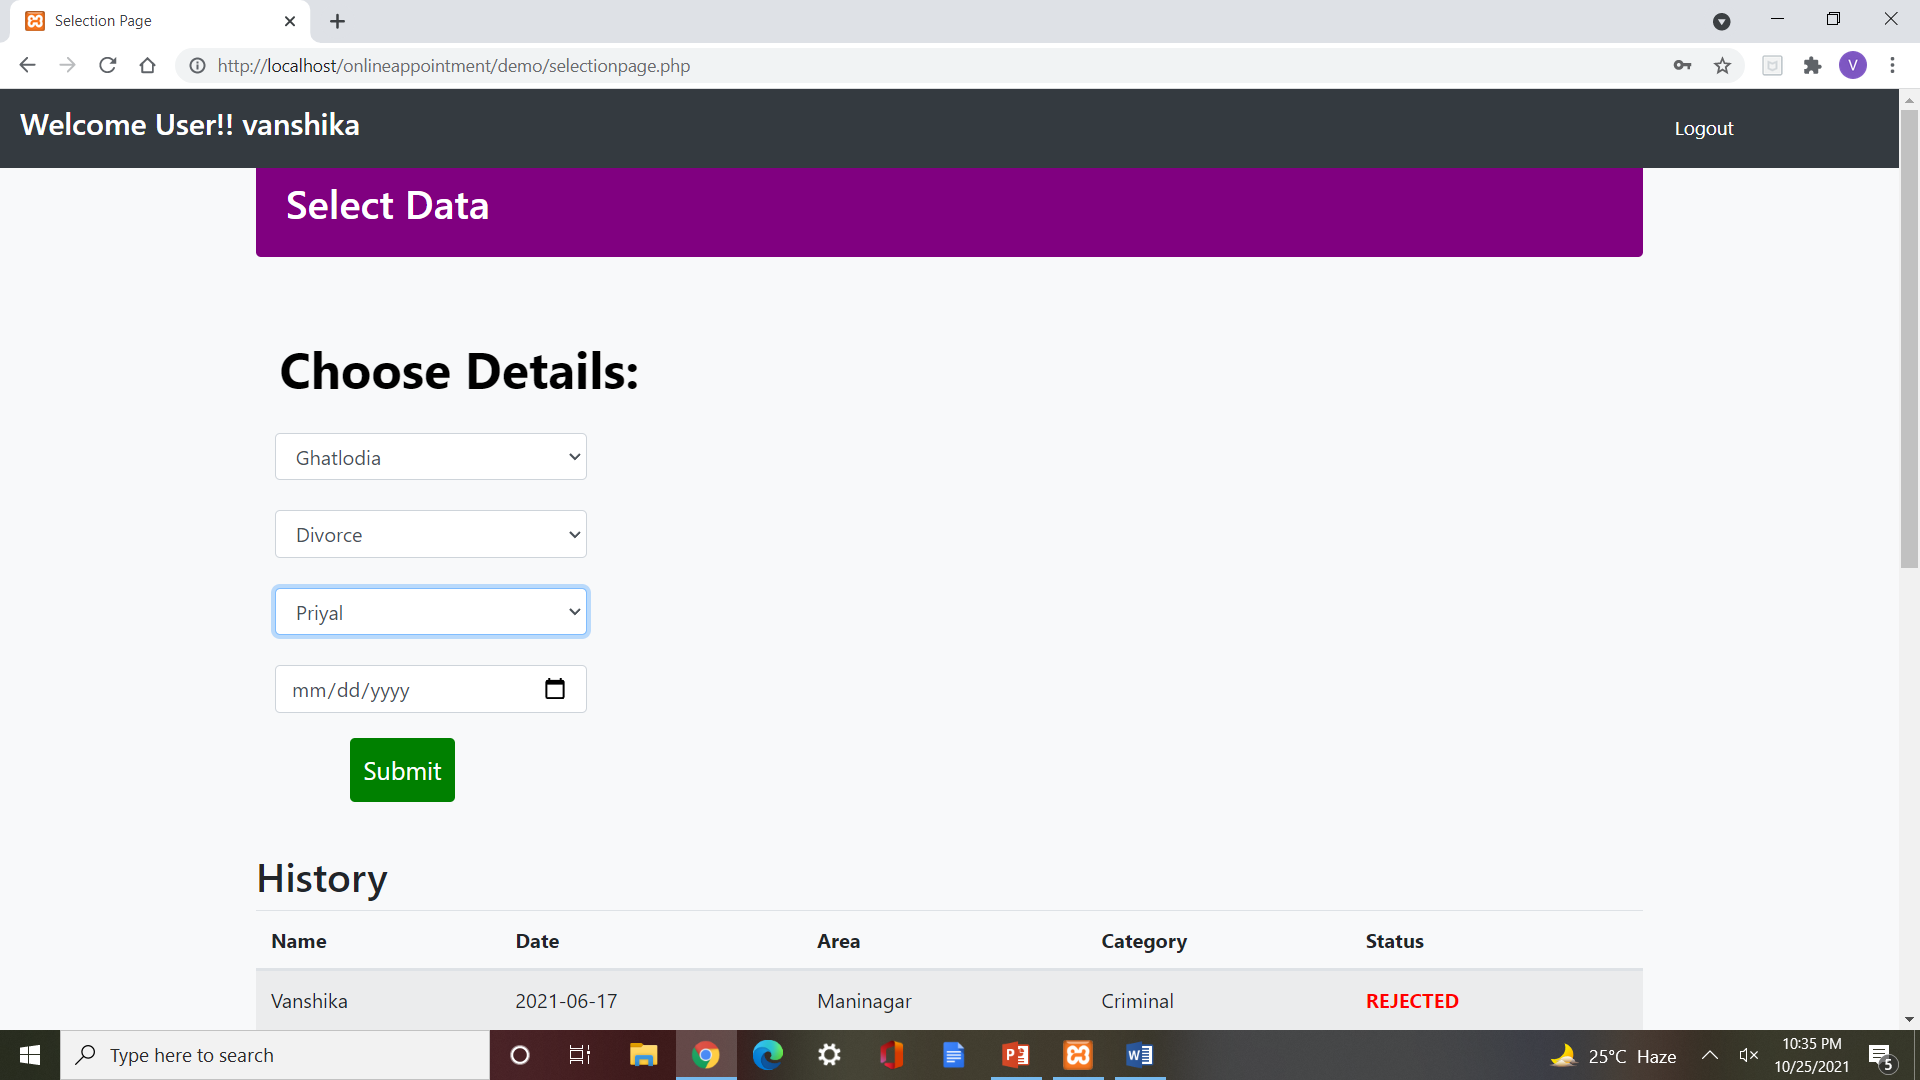 Selection Page
http://localhost/onlineappointment/demo/selectionpage.php
V
Welcome User!! vanshika
Logout
Select Data
Choose Details:
Ghatlodia
Divorce
Priyal
mm/dd/yyyy
Submit
History
Name Date Area Category Status
Vanshika 2021-06-17 Maninagar Criminal REJECTED
Type here to search
25°C Haze
10:35 PM
10/25/2021
5